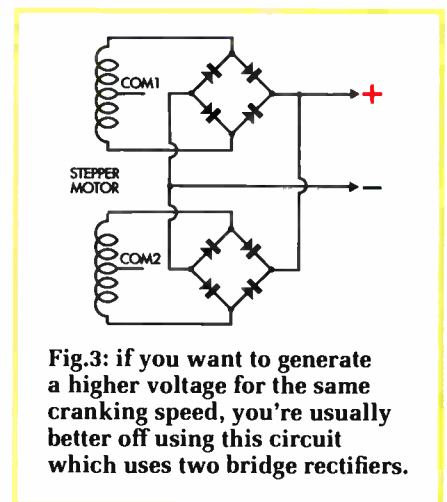 COM1
+
STEPPER
MOTOR
−
COM2
Fig.3: if you want to generate
a higher voltage for the same
cranking speed, you're usually
better off using this circuit
which uses two bridge rectifiers.